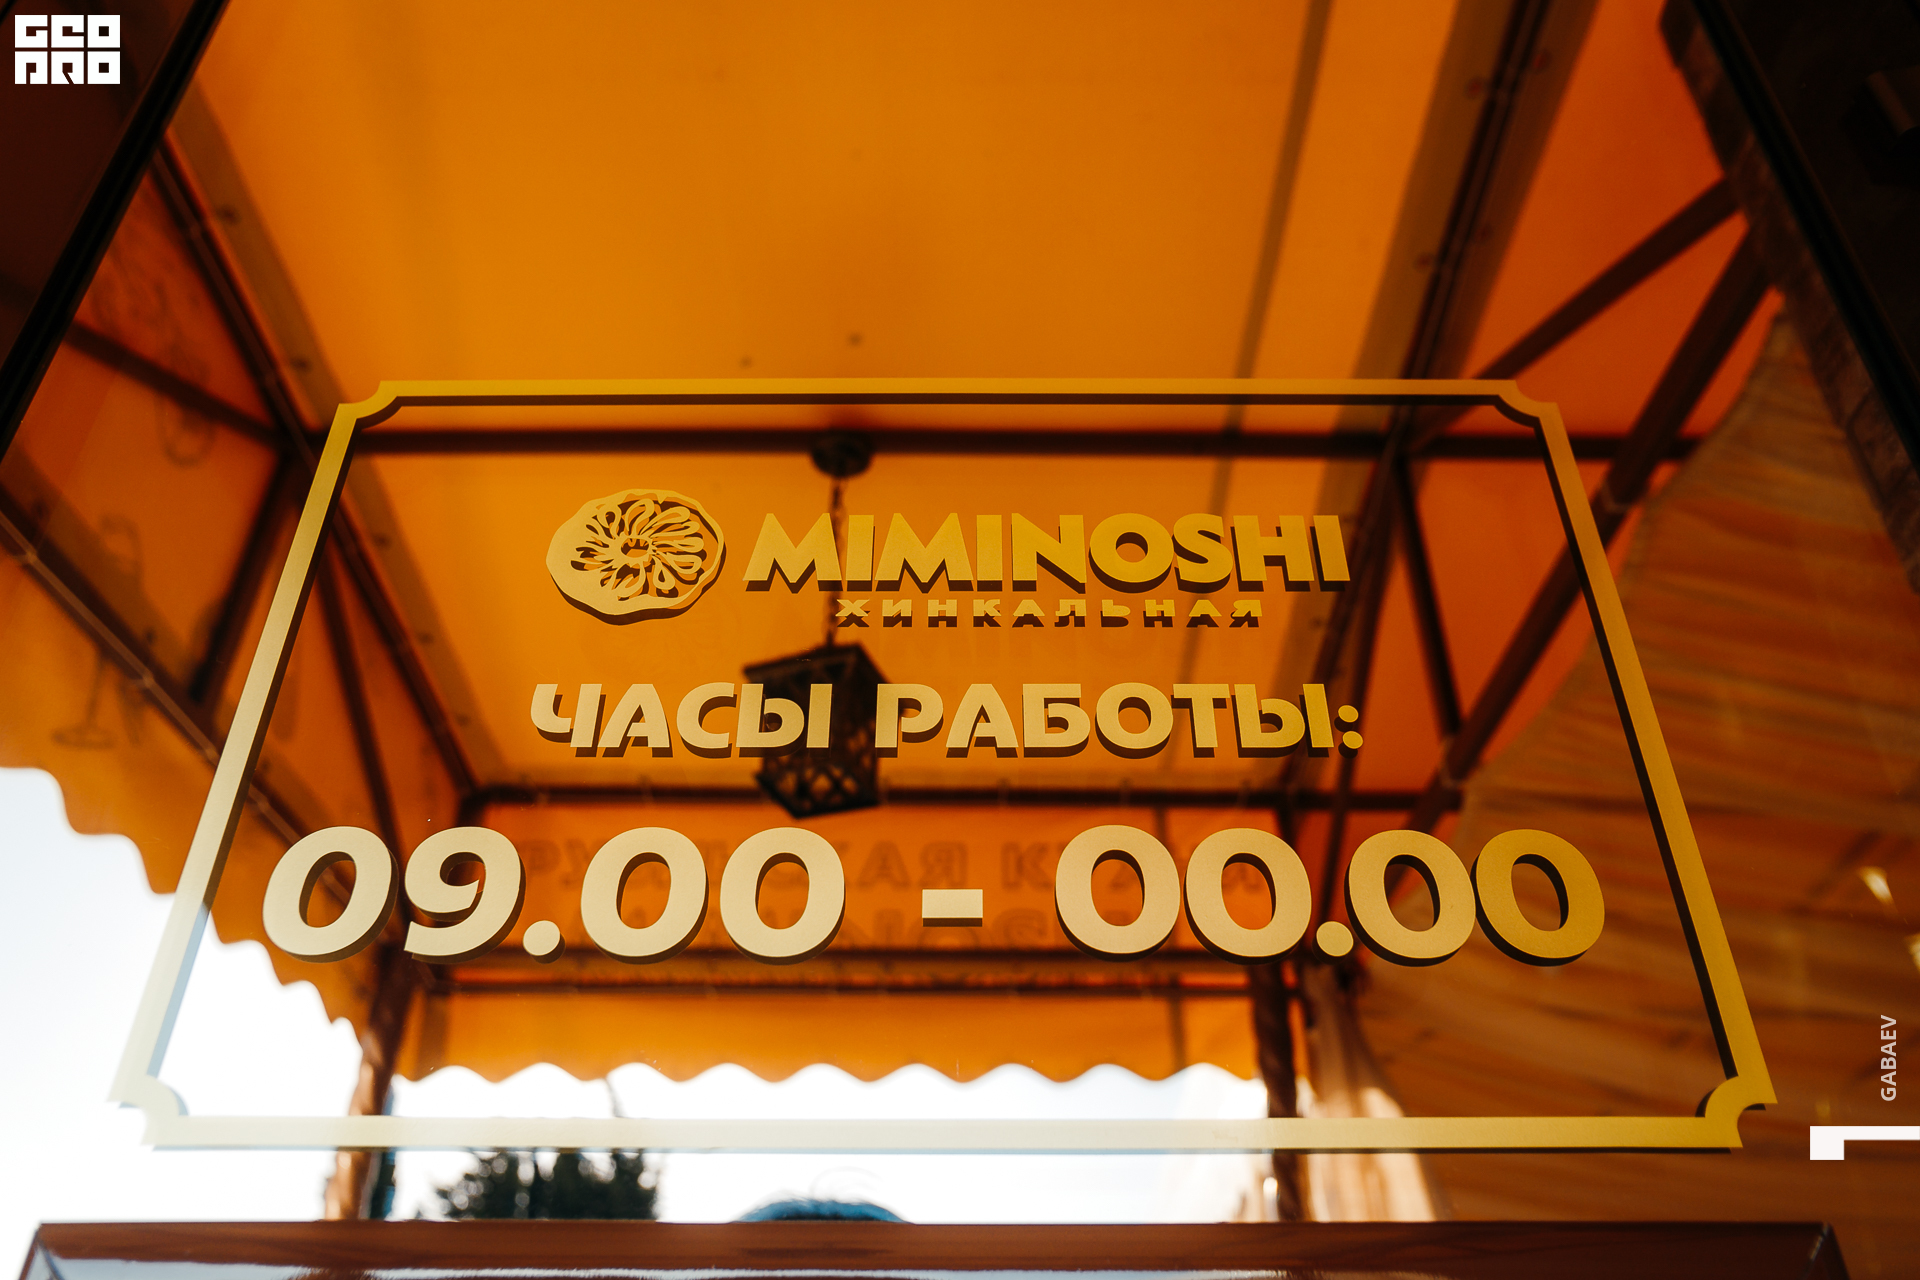 GEO
PRO
MIMINOSHI
ХИНКАЛЬНАЯ
ЧАСЫ РАБОТЫ:
09.00 - 00.00
GABAEV